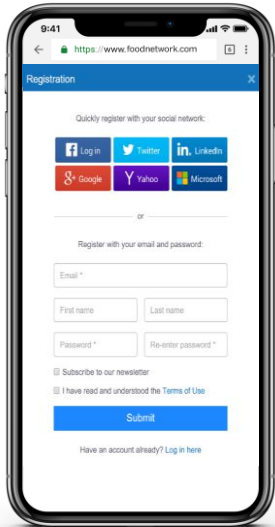 9:41
https://www.foodnetwork.com 6
Registration X
Quickly register with your social network:
f Log in Twitter in. LinkedIn
g+ Google Y Yahoo Microsoft
or
Register with your email and password:
Email *
First name Last name
Password * Re-enter password *
Subscribe to our newsletter
I have read and understood the Terms of Use
Submit
Have an account already? Log in here